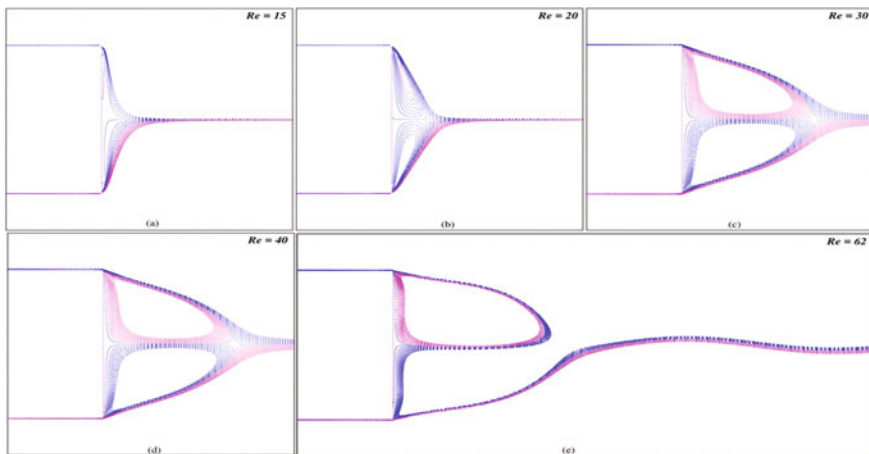 Re = 15
(a)
Re = 20
(b)
Re = 30
(c)
Re = 40
(d)
Re = 62
(e)